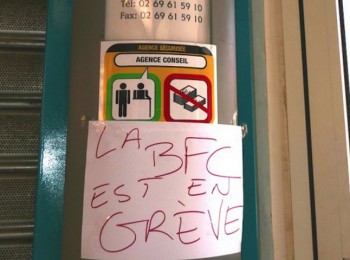 Tél: 02 69 61 59 10
Fax: 02 69 61 59 10
AGENCE SÉCURISÉE
AGENCE CONSEIL
LA
BFC
EST EN
GRÈVE